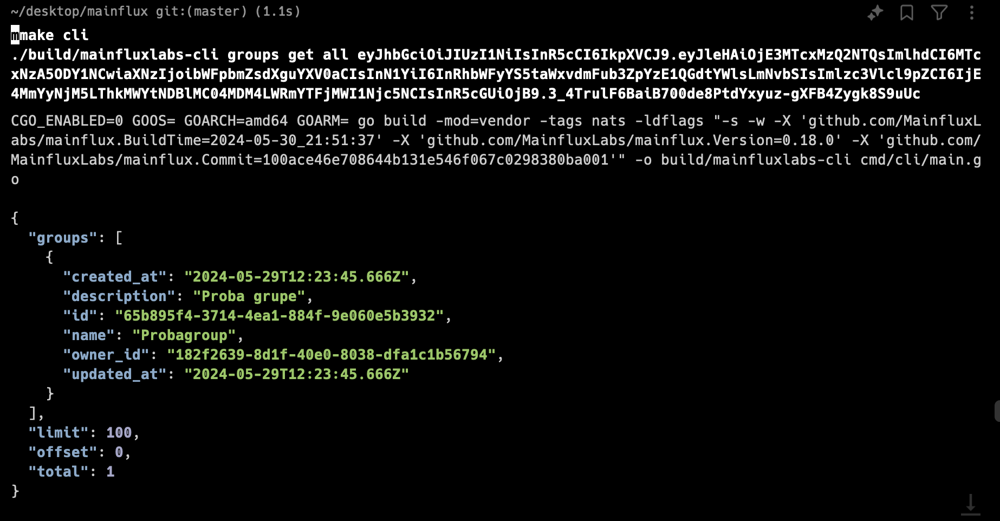 ~/desktop/mainflux git:(master) (1.1s)
mmake cli
./build/mainfluxlabs-cli groups get all eyJhbGciOiJIUzI1NiIsInR5cCI6IkpXVCJ9.eyJleHAiOjE3MTcxMzQ2NTQsImlhdCI6MTc
xNzA5ODY1NCwiaXNzIjoibWFpbmZsdXguYXV0aCIsInN1YiI6InRhbWFyYS5taWxvdmFub3ZpYzE1QGdtYWlsLmNvbSIsImlzc3Vlcl9pZCI6IjE
4MmYyNjM5LThkMWYtNDBlMC04MDM4LWRmYTFjMWI1Njc5NCIsInR5cGUiOjB9.3_4TrulF6BaiB700de8PtdYxyuz-gXFB4Zygk8S9uUc
CGO_ENABLED=0 GOOS= GOARCH=amd64 GOARM= go build -mod=vendor -tags nats -ldflags "-s -w -X 'github.com/MainfluxL
abs/mainflux.BuildTime=2024-05-30_21:51:37' -X 'github.com/MainfluxLabs/mainflux.Version=0.18.0' -X 'github.com/
MainfluxLabs/mainflux.Commit=100ace46e708644b131e546f067c0298380ba001'" -o build/mainfluxlabs-cli cmd/cli/main.g
o
{
  "groups": [
    {
      "created_at": "2024-05-29T12:23:45.666Z",
      "description": "Proba grupe",
      "id": "65b895f4-3714-4ea1-884f-9e060e5b3932",
      "name": "Probagroup",
      "owner_id": "182f2639-8d1f-40e0-8038-dfa1c1b56794",
      "updated_at": "2024-05-29T12:23:45.666Z"
    }
  ],
  "limit": 100,
  "offset": 0,
  "total": 1
}